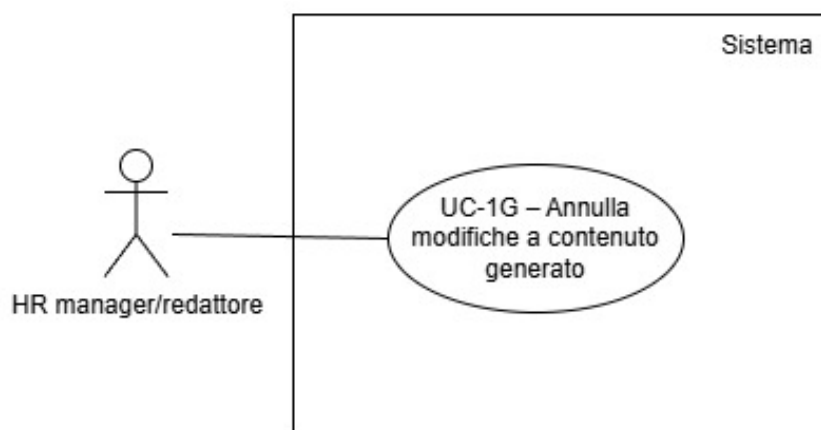 Sistema
UC-1G – Annulla
modifiche a contenuto
generato
HR manager/redattore